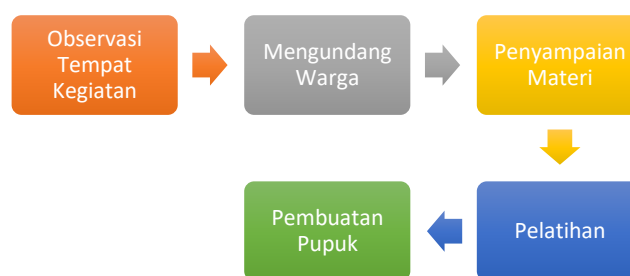 Observasi
Tempat
Kegiatan
Mengundang
Warga
Penyampaian
Materi
Pelatihan
Pembuatan
Pupuk